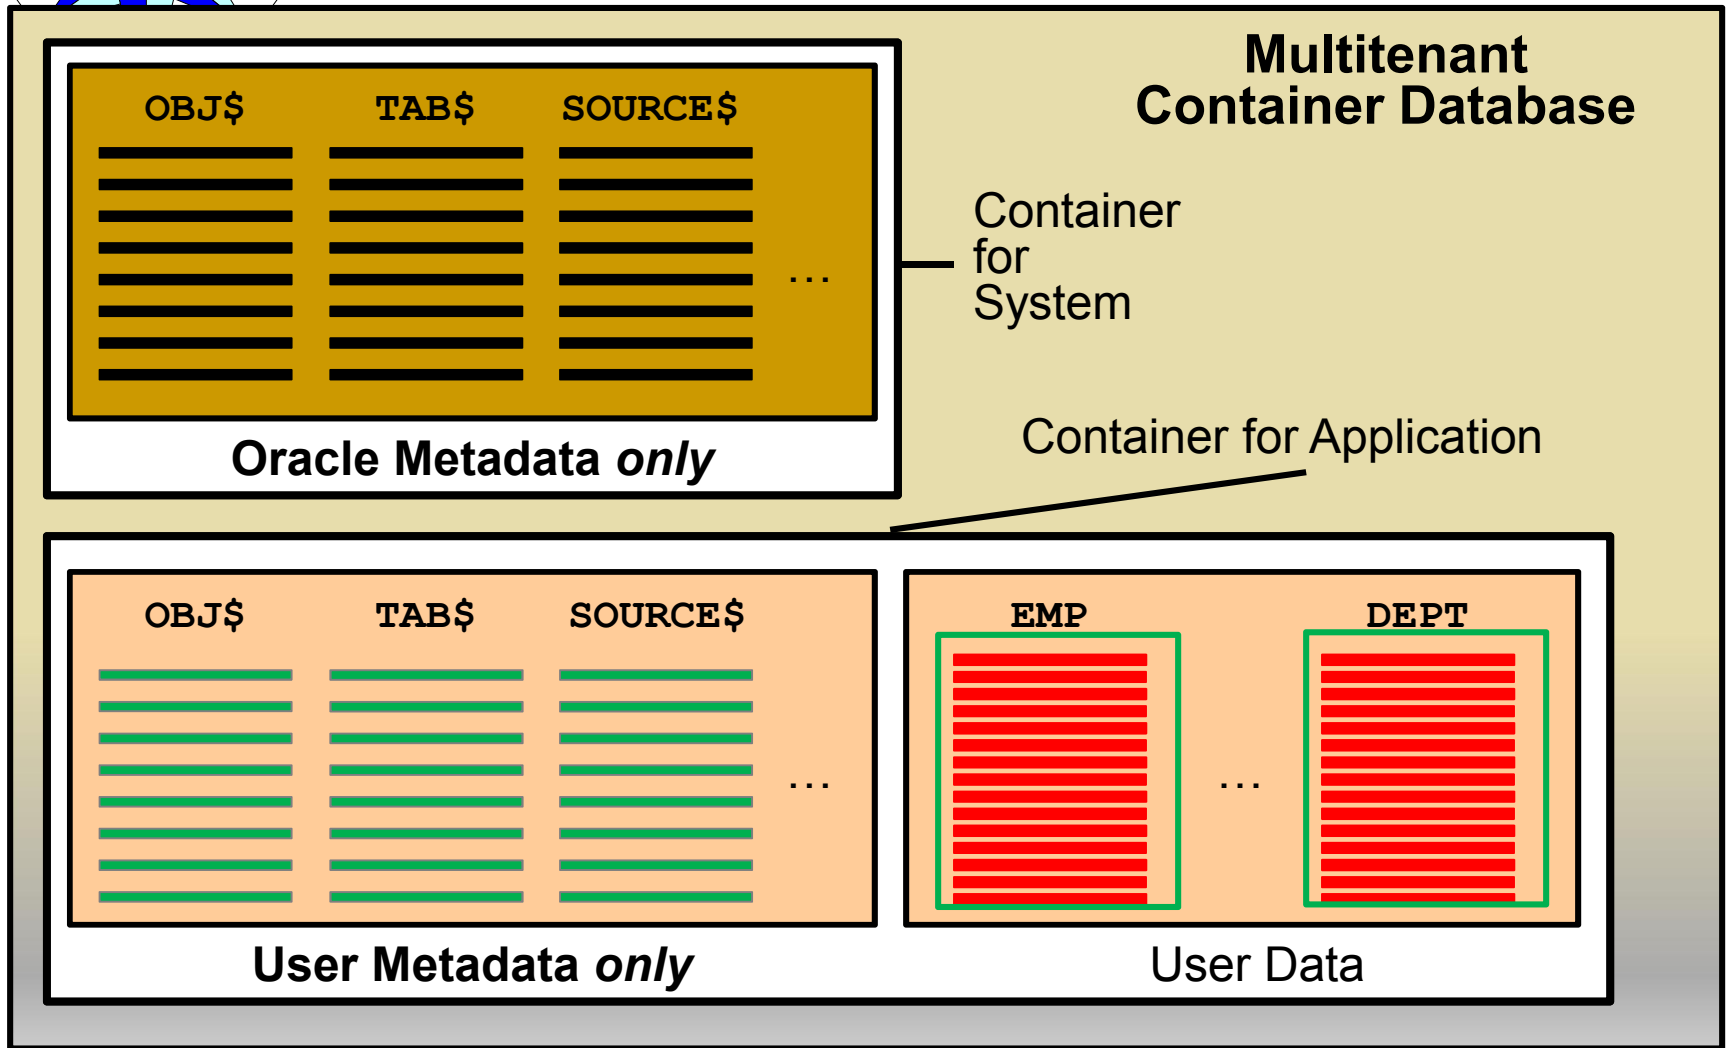 Multitenant
Container Database
OBJ$ TAB$ SOURCE$
...
Container
for
System
Oracle Metadata only
Container for Application
OBJ$ TAB$ SOURCE$
...
EMP DEPT
...
User Metadata only
User Data